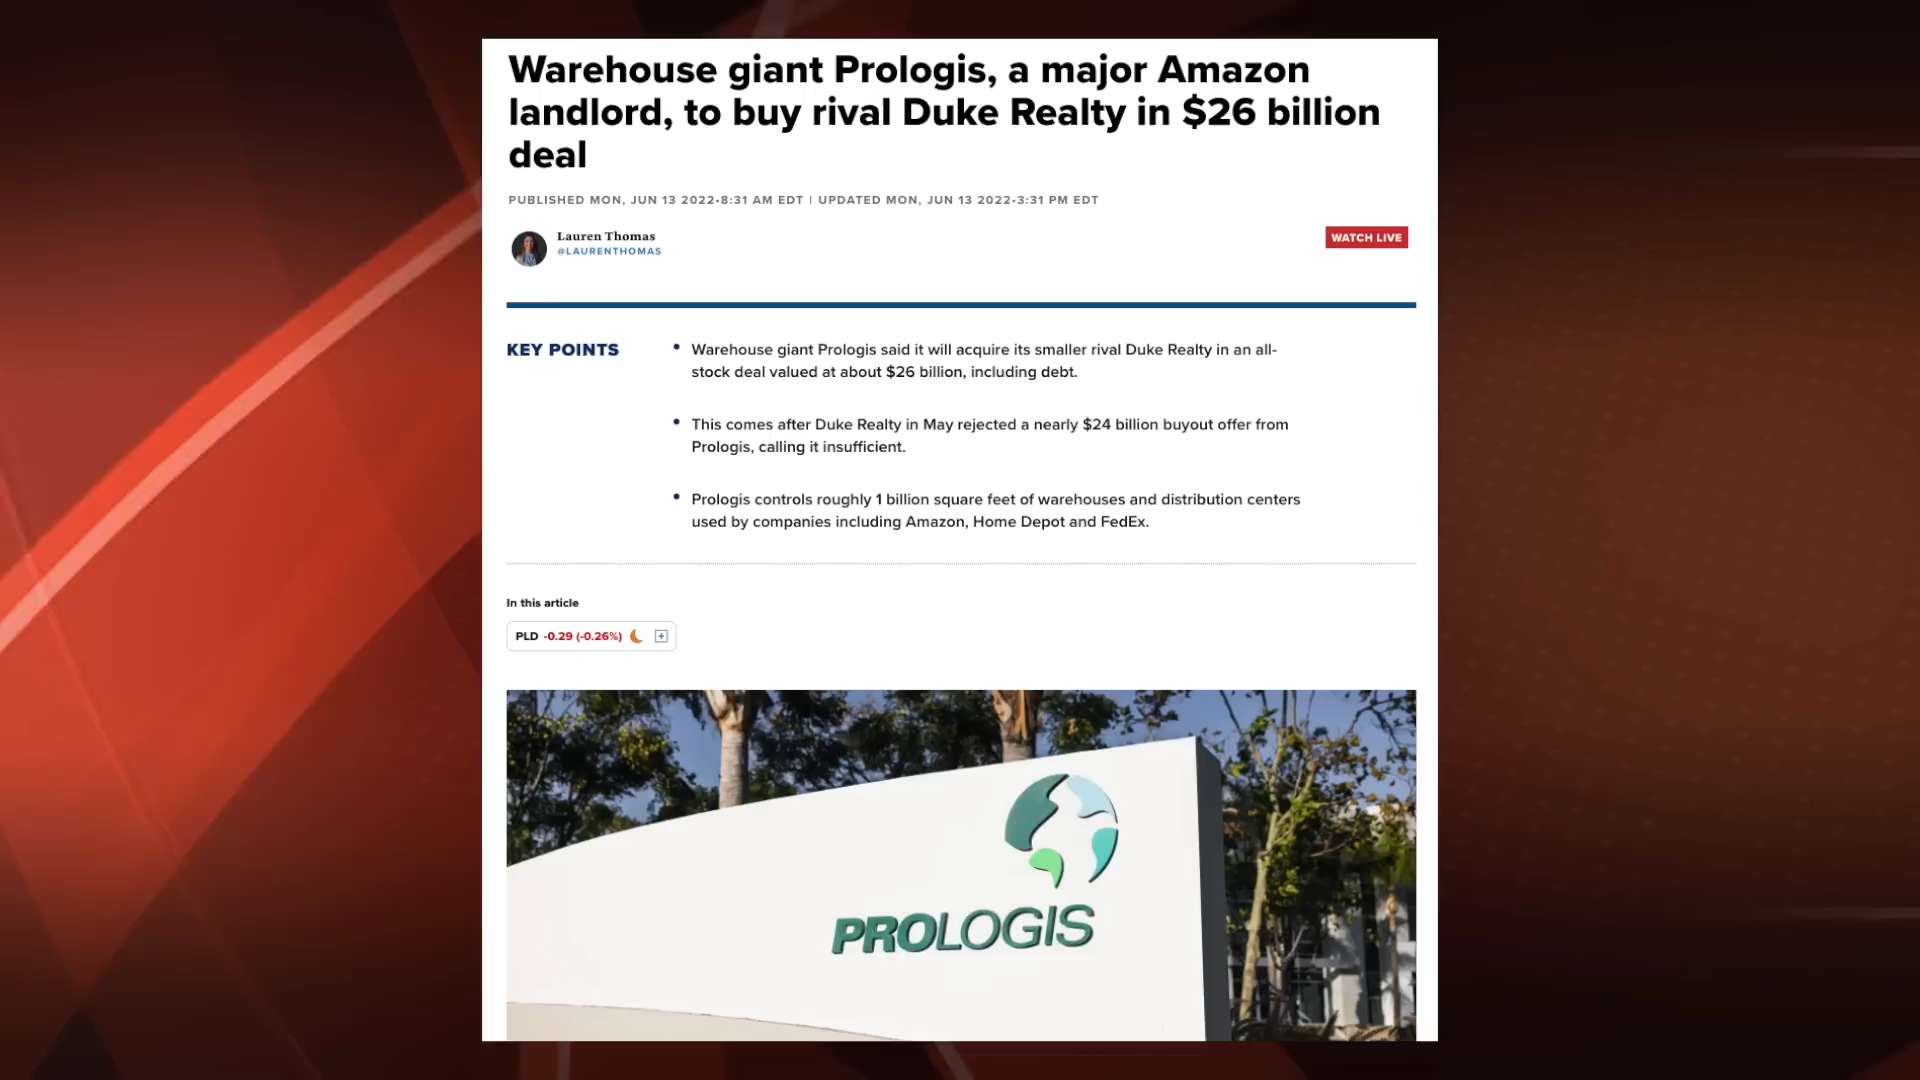 Warehouse giant Prologis, a major Amazon
landlord, to buy rival Duke Realty in $26 billion
deal
PUBLISHED MON, JUN 13 2022•8:31 AM EDT | UPDATED MON, JUN 13 2022•3:31 PM EDT
Lauren Thomas
@LAURENTHOMAS
WATCH LIVE
KEY POINTS
• Warehouse giant Prologis said it will acquire its smaller rival Duke Realty in an all-
stock deal valued at about $26 billion, including debt.
• This comes after Duke Realty in May rejected a nearly $24 billion buyout offer from
Prologis, calling it insufficient.
• Prologis controls roughly 1 billion square feet of warehouses and distribution centers
used by companies including Amazon, Home Depot and FedEx.
In this article
PLD -0.29 (-0.26%)
PROLOGIS